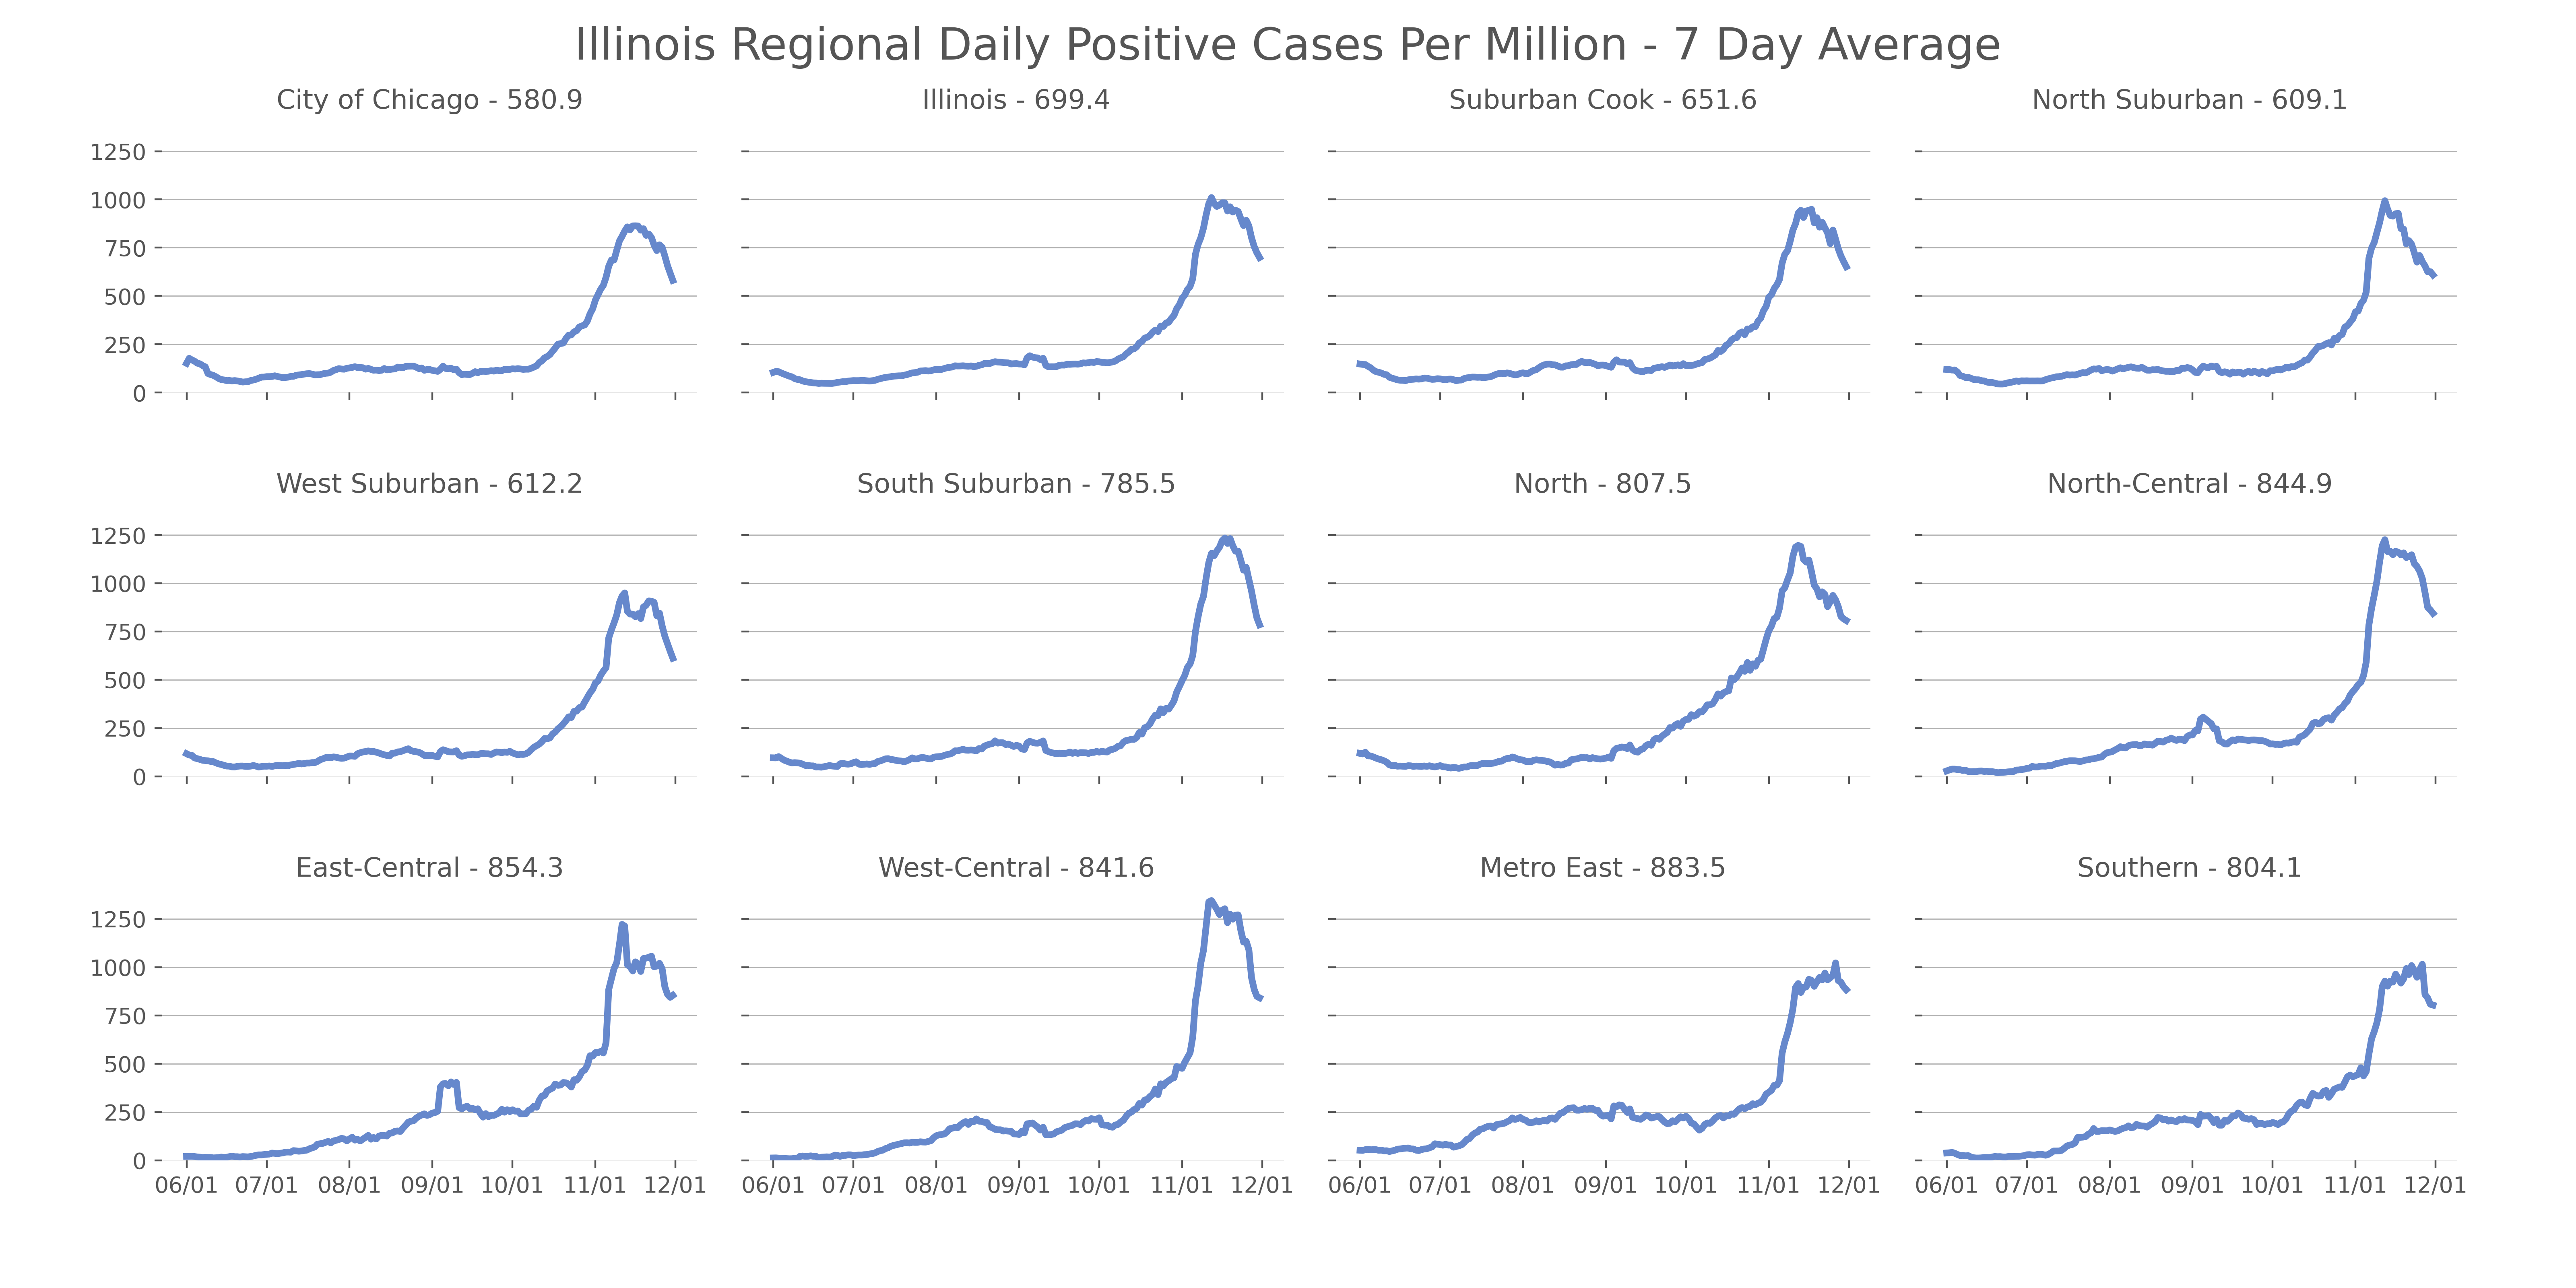 Illinois Regional Daily Positive Cases Per Million - 7 Day Average
City of Chicago - 580.9
Illinois - 699.4
Suburban Cook - 651.6
North Suburban - 609.1
1250
1000
750
500
250
0
West Suburban - 612.2
South Suburban - 785.5
North - 807.5
North-Central - 844.9
1250
1000
750
500
250
0
East-Central - 854.3
West-Central - 841.6
Metro East - 883.5
Southern - 804.1
1250
1000
750
500
250
0
06/01 07/01 08/01 09/01 10/01 11/01 12/01
06/01 07/01 08/01 09/01 10/01 11/01 12/01
06/01 07/01 08/01 09/01 10/01 11/01 12/01
06/01 07/01 08/01 09/01 10/01 11/01 12/01